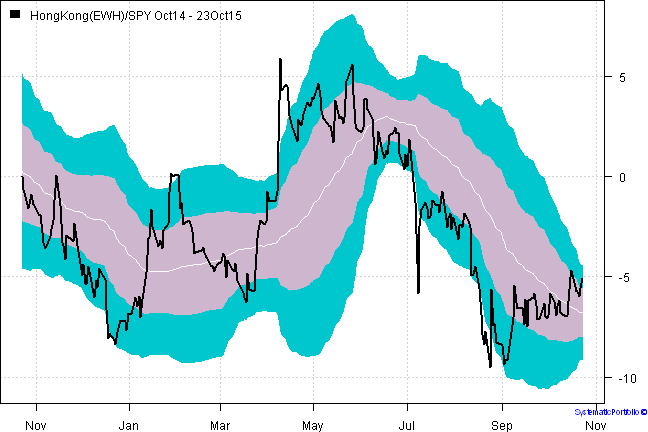 HongKong(EWH)/SPY Oct14 - 23Oct15
5
0
-5
-10
Nov Jan Mar May Jul Sep Nov
SystematicPortfolio ©